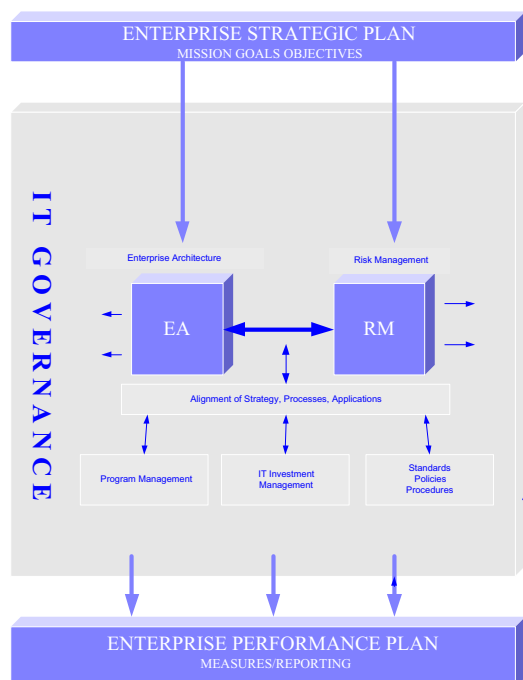 ENTERPRISE STRATEGIC PLAN
MISSION GOALS OBJECTIVES
IT GOVERNANCE
Enterprise Architecture
Risk Management
EA
RM
Alignment of Strategy, Processes, Applications
Program Management
IT Investment
Management
Standards
Policies
Procedures
ENTERPRISE PERFORMANCE PLAN
MEASURES/REPORTING